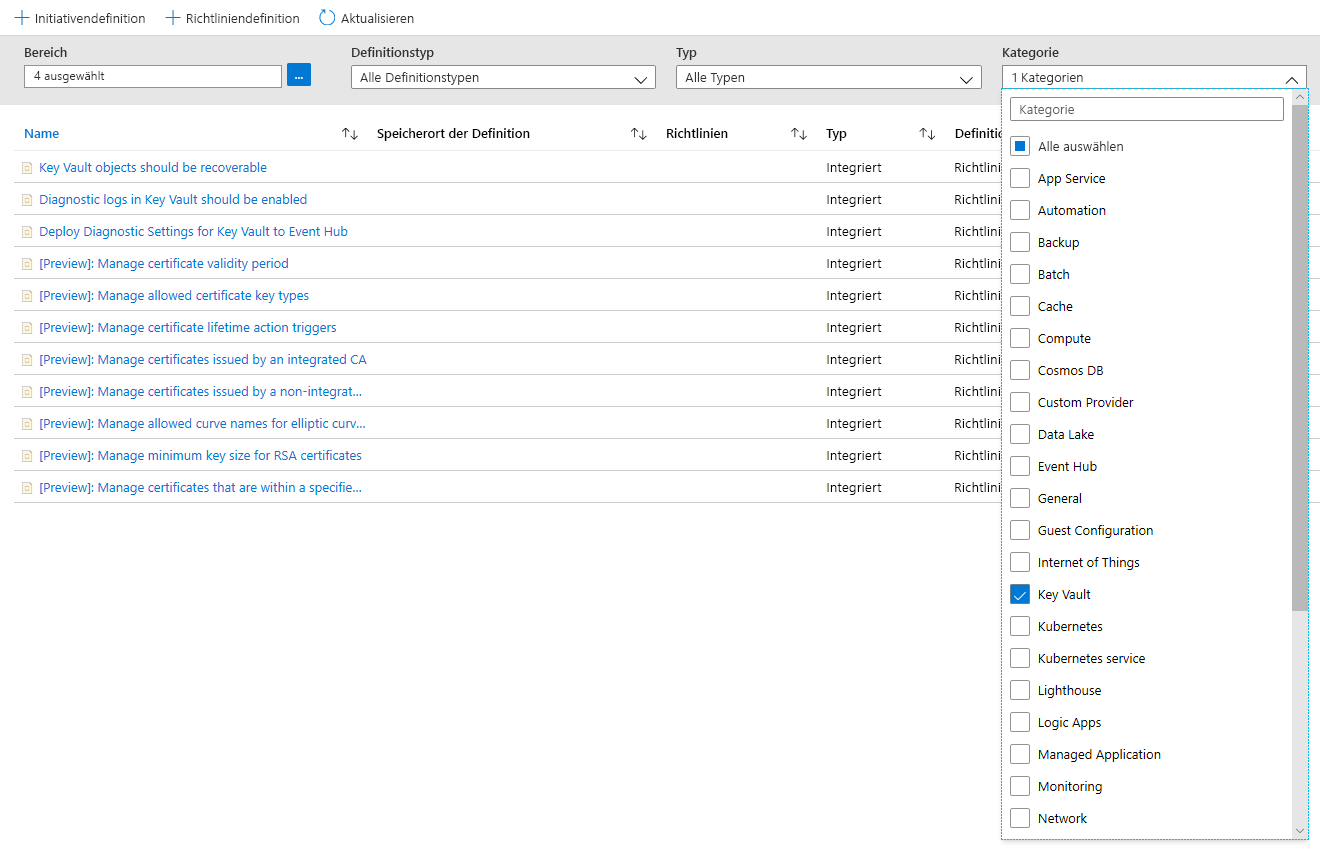 Initiativendefinition Richtliniendefinition Aktualisieren
Bereich Definitionstyp Typ Kategorie
4 ausgewählt ... Alle Definitionstypen Alle Typen 1 Kategorien
Kategorie
Name Speicherort der Definition Richtlinien Typ Definitic
Alle auswählen
Key Vault objects should be recoverable Integriert Richtlini
App Service
Diagnostic logs in Key Vault should be enabled Integriert Richtlini
Automation
Deploy Diagnostic Settings for Key Vault to Event Hub Integriert Richtlini
Backup
[Preview]: Manage certificate validity period Integriert Richtlini
Batch
[Preview]: Manage allowed certificate key types Integriert Richtlini
Cache
[Preview]: Manage certificate lifetime action triggers Integriert Richtlini
Compute
[Preview]: Manage certificates issued by an integrated CA Integriert Richtlini
Cosmos DB
[Preview]: Manage certificates issued by a non-integrat... Integriert Richtlini
Custom Provider
[Preview]: Manage allowed curve names for elliptic curv... Integriert Richtlini
Data Lake
[Preview]: Manage minimum key size for RSA certificates Integriert Richtlini
Event Hub
[Preview]: Manage certificates that are within a specifie... Integriert Richtlini
General
Guest Configuration
Internet of Things
Key Vault
Kubernetes
Kubernetes service
Lighthouse
Logic Apps
Managed Application
Monitoring
Network